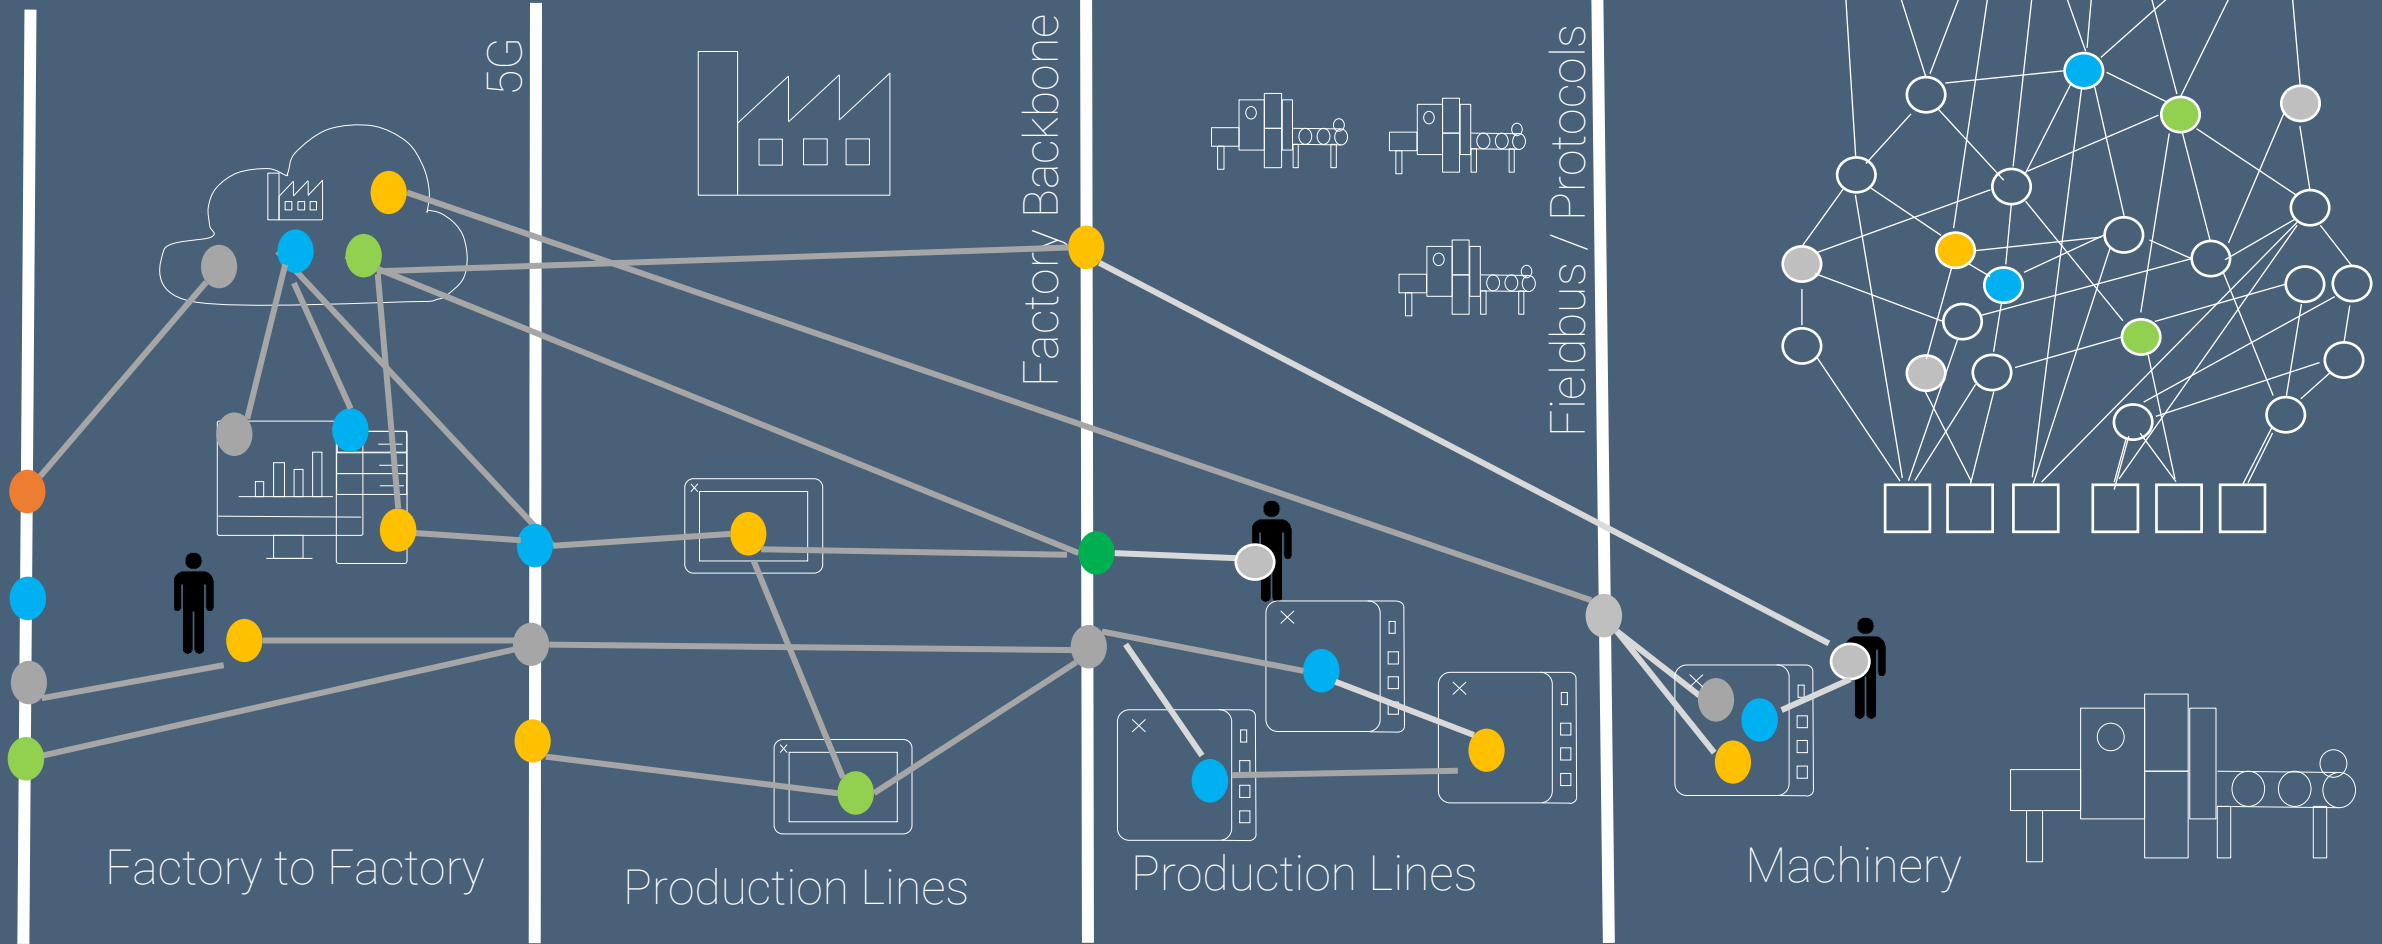 5G
Factory Backbone
Fieldbus / Protocols
Factory to Factory
Production Lines
Production Lines
Machinery